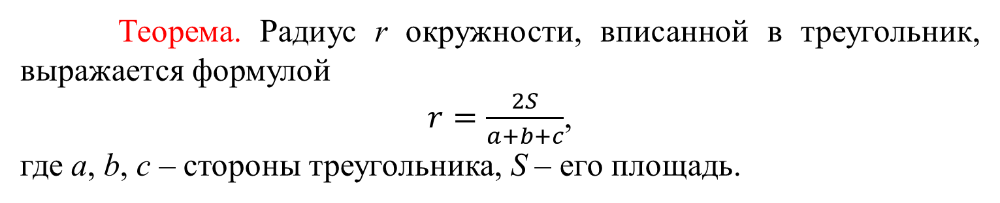 Теорема. Радиус r окружности, вписанной в треугольник,
выражается формулой
r = 2S/(a+b+c),
где a, b, c – стороны треугольника, S – его площадь.